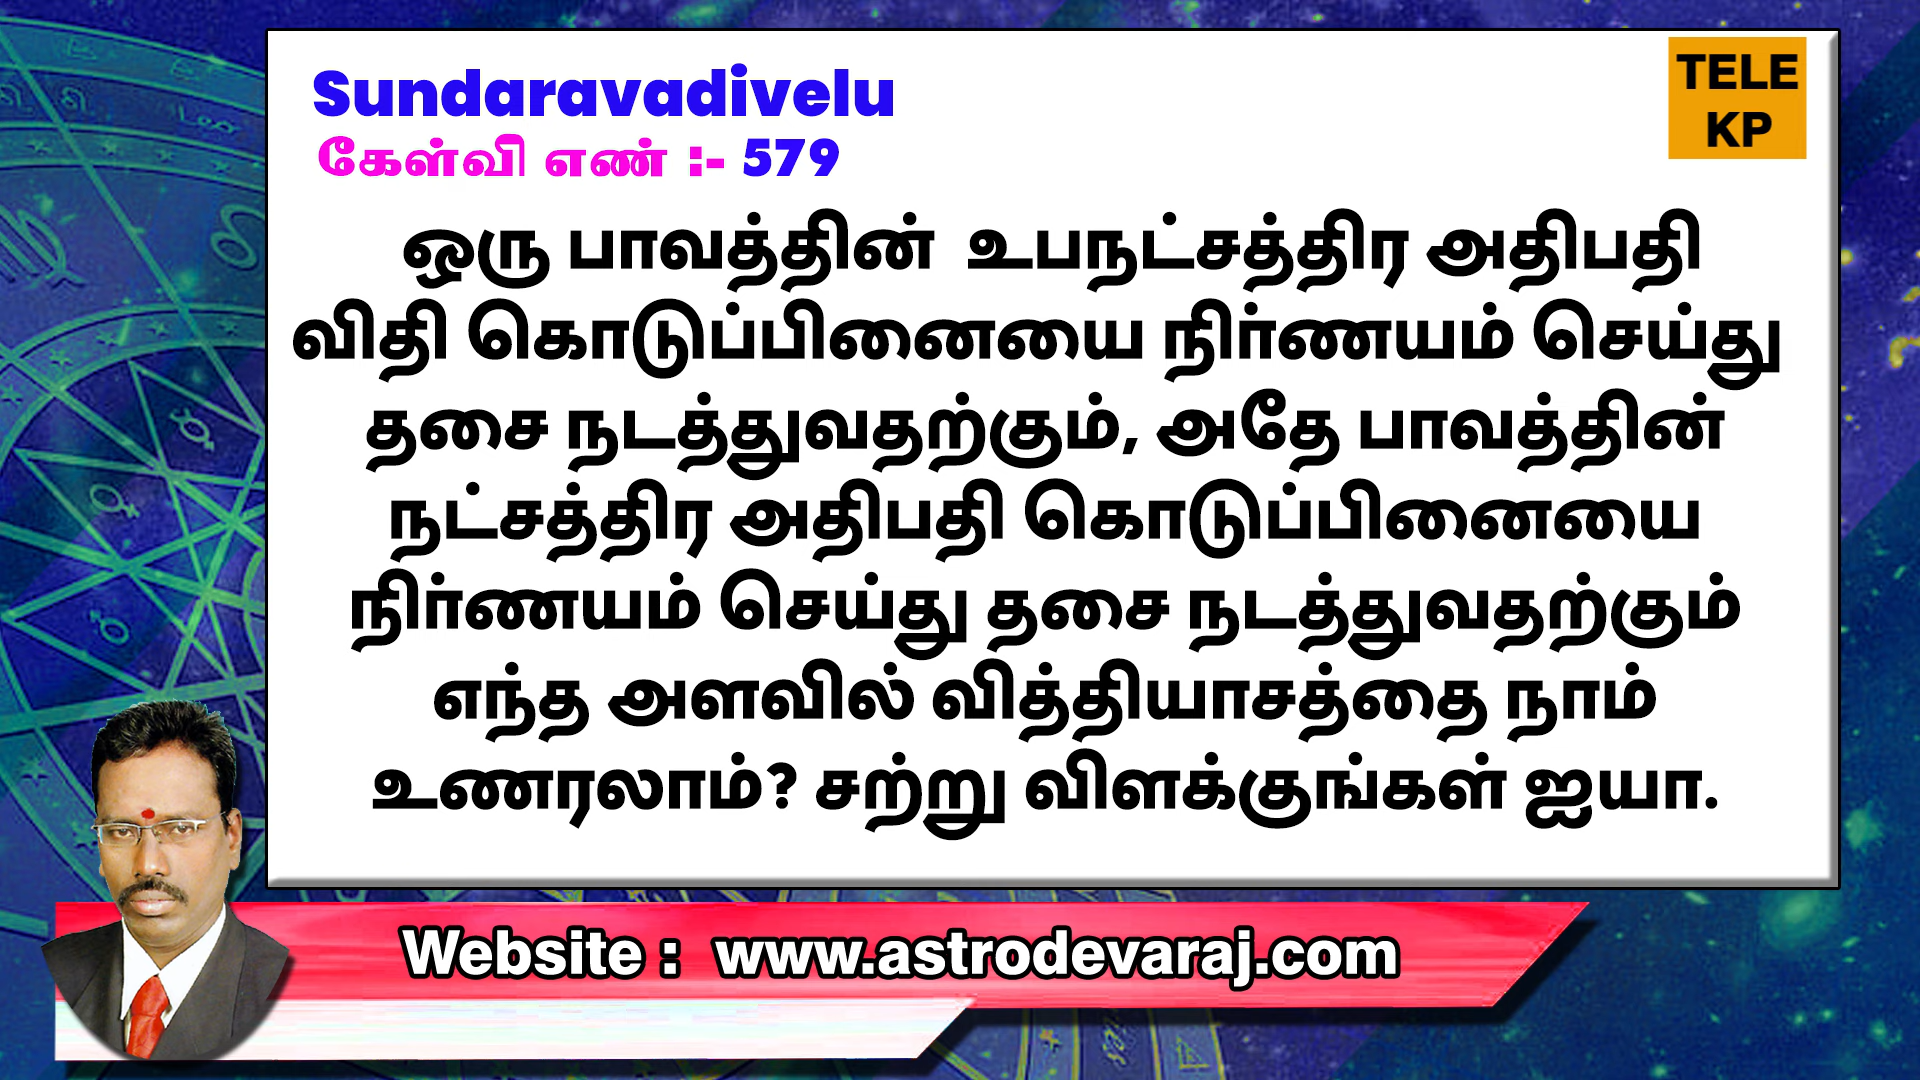 Sundaravadivelu
கேள்வி எண் :- 579
TELE
KP
ஒரு பாவத்தின் உபநட்சத்திர அதிபதி
விதி கொடுப்பினையை நிர்ணயம் செய்து
தசை நடத்துவதற்கும், அதே பாவத்தின்
நட்சத்திர அதிபதி கொடுப்பினையை
நிர்ணயம் செய்து தசை நடத்துவதற்கும்
எந்த அளவில் வித்தியாசத்தை நாம்
உணரலாம்? சற்று விளக்குங்கள் ஐயா.
Website : www.astrodevaraj.com